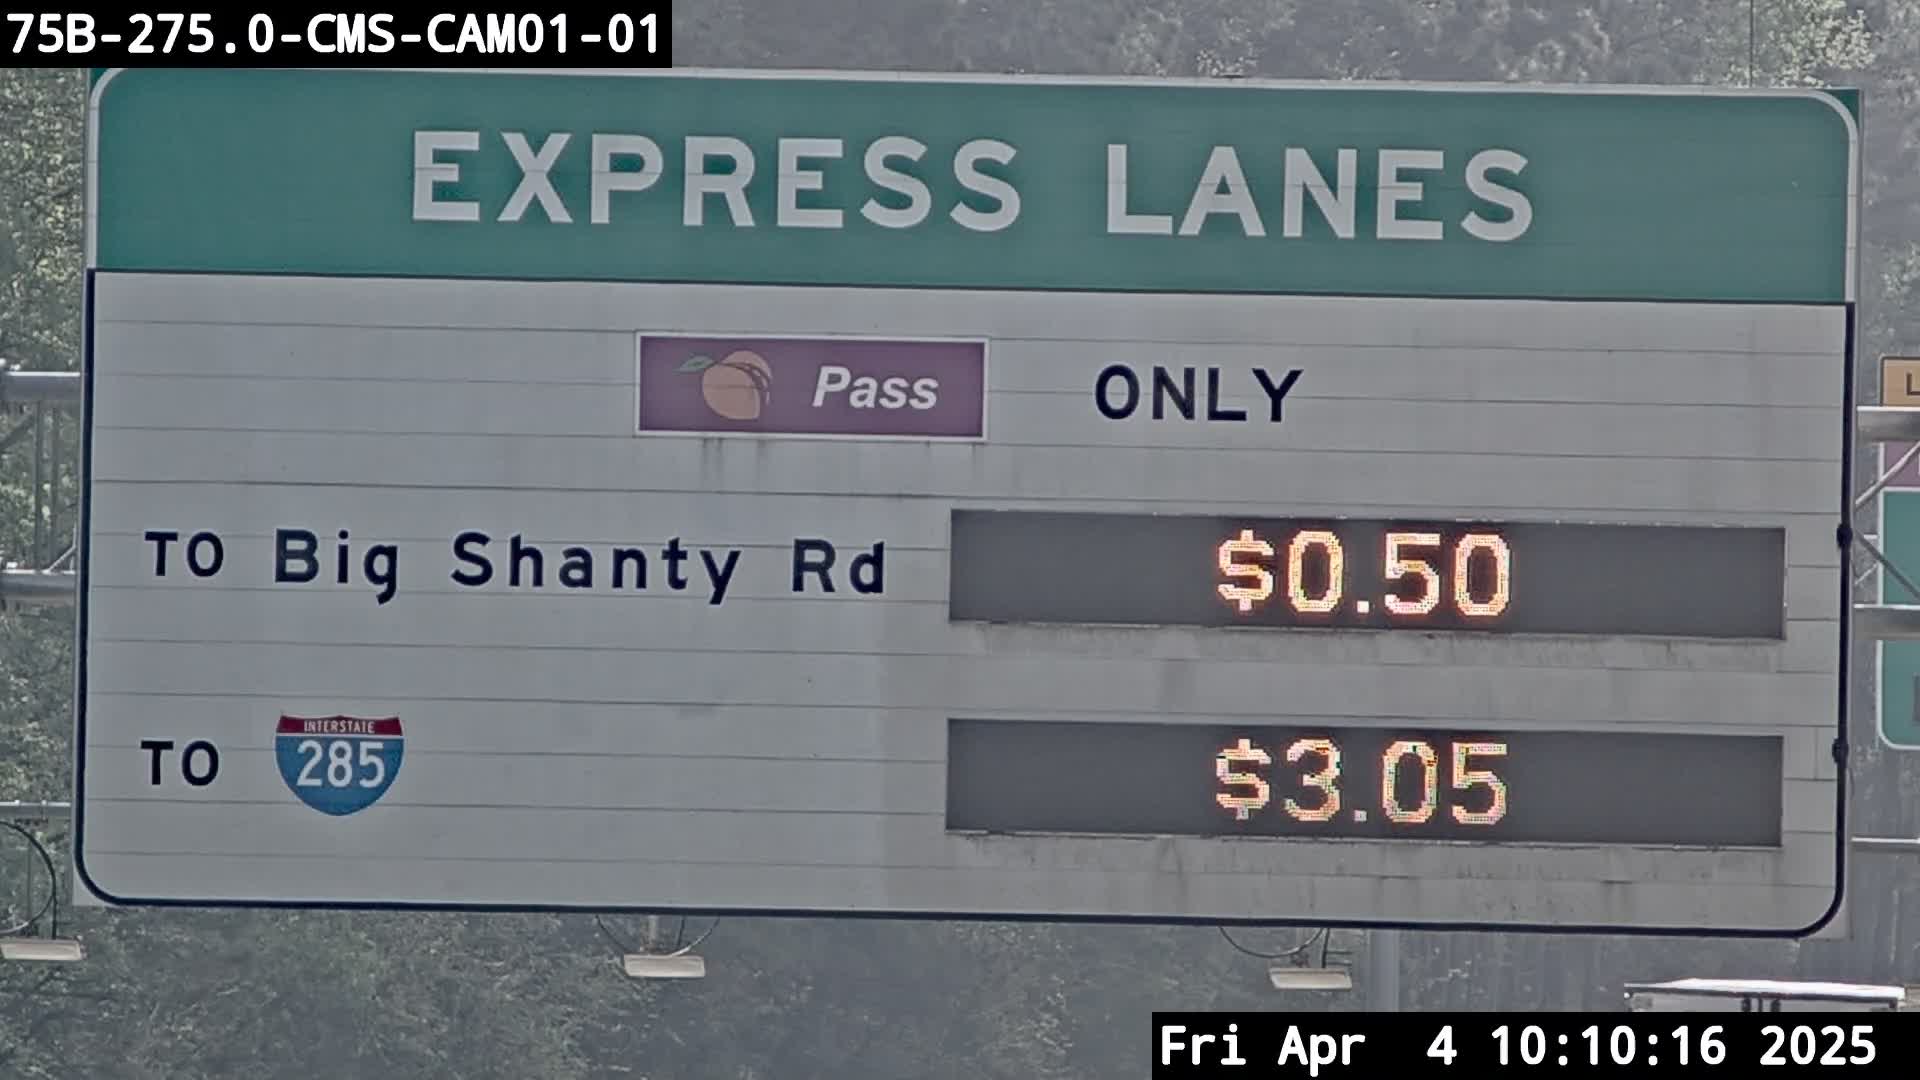 75B-275.0-CMS-CAM01-01
EXPRESS LANES
Pass ONLY
TO Big Shanty Rd $0.50
TO INTERSTATE 285 $3.05
Fri Apr 4 10:10:16 2025